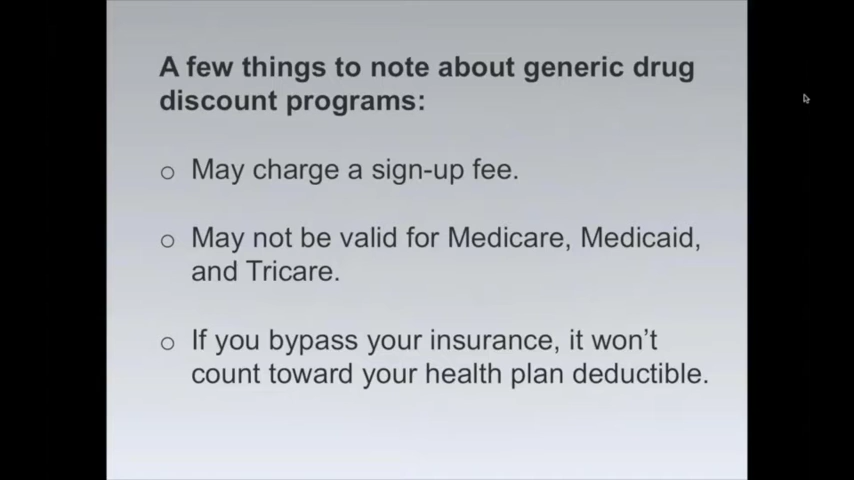 A few things to note about generic drug
discount programs:
o May charge a sign-up fee.
o May not be valid for Medicare, Medicaid,
and Tricare.
o If you bypass your insurance, it won’t
count toward your health plan deductible.